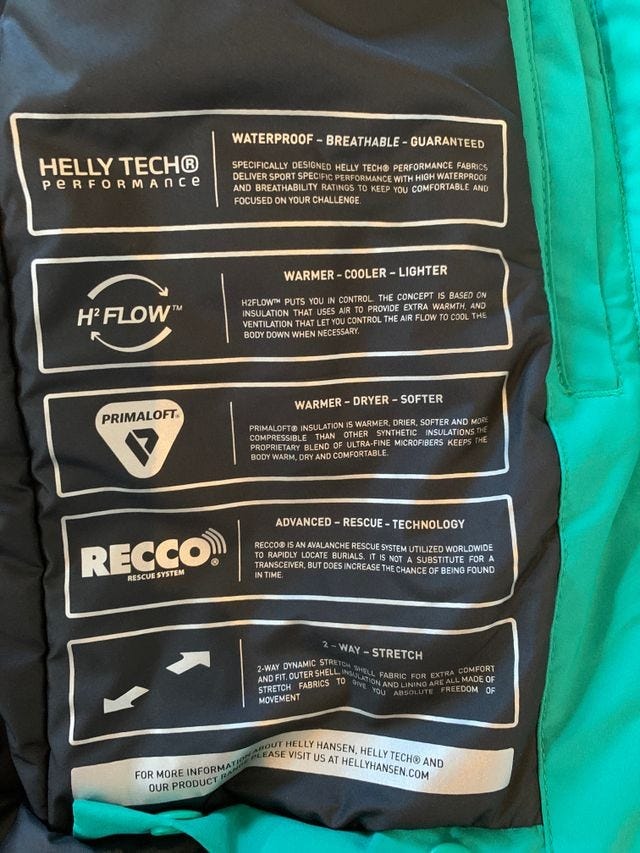 HELLY TECH®
PERFORMANCE
WATERPROOF - BREATHABLE - GUARANTEED
SPECIFICALLY DESIGNED HELLY TECH® PERFORMANCE FABRICS
DELIVER SPORT SPECIFIC PERFORMANCE WITH HIGH WATERPROOF
AND BREATHABILITY RATINGS TO KEEP YOU COMFORTABLE AND
FOCUSED ON YOUR CHALLENGE.
H² FLOW™
WARMER - COOLER - LIGHTER
H2FLOW™ PUTS YOU IN CONTROL. THE CONCEPT IS BASED ON
INSULATION THAT USES AIR TO PROVIDE EXTRA WARMTH, AND
VENTILATION THAT LET YOU CONTROL THE AIR FLOW TO COOL THE
BODY DOWN WHEN NECESSARY.
PRIMALOFT®
WARMER - DRYER - SOFTER
PRIMALOFT® INSULATION IS WARMER, DRIER, SOFTER AND MORE
COMPRESSIBLE THAN OTHER SYNTHETIC INSULATIONS.THE
PROPRIETARY BLEND OF ULTRA-FINE MICROFIBERS KEEPS THE
BODY WARM, DRY AND COMFORTABLE.
RECCO®
RESCUE SYSTEM
ADVANCED - RESCUE - TECHNOLOGY
RECCO® IS AN AVALANCHE RESCUE SYSTEM UTILIZED WORLDWIDE
TO RAPIDLY LOCATE BURIALS. IT IS NOT A SUBSTITUTE FOR A
TRANSCEIVER, BUT DOES INCREASE THE CHANCE OF BEING FOUND
IN TIME.
2 - WAY - STRETCH
2-WAY DYNAMIC STRETCH SHELL FABRIC FOR EXTRA COMFORT
AND FIT. OUTER SHELL, INSULATION AND LINING ARE ALL MADE OF
STRETCH FABRICS TO GIVE YOU ABSOLUTE FREEDOM OF
MOVEMENT
FOR MORE INFORMATION ABOUT HELLY HANSEN, HELLY TECH® AND
OUR PRODUCT RANGE PLEASE VISIT US AT HELLYHANSEN.COM